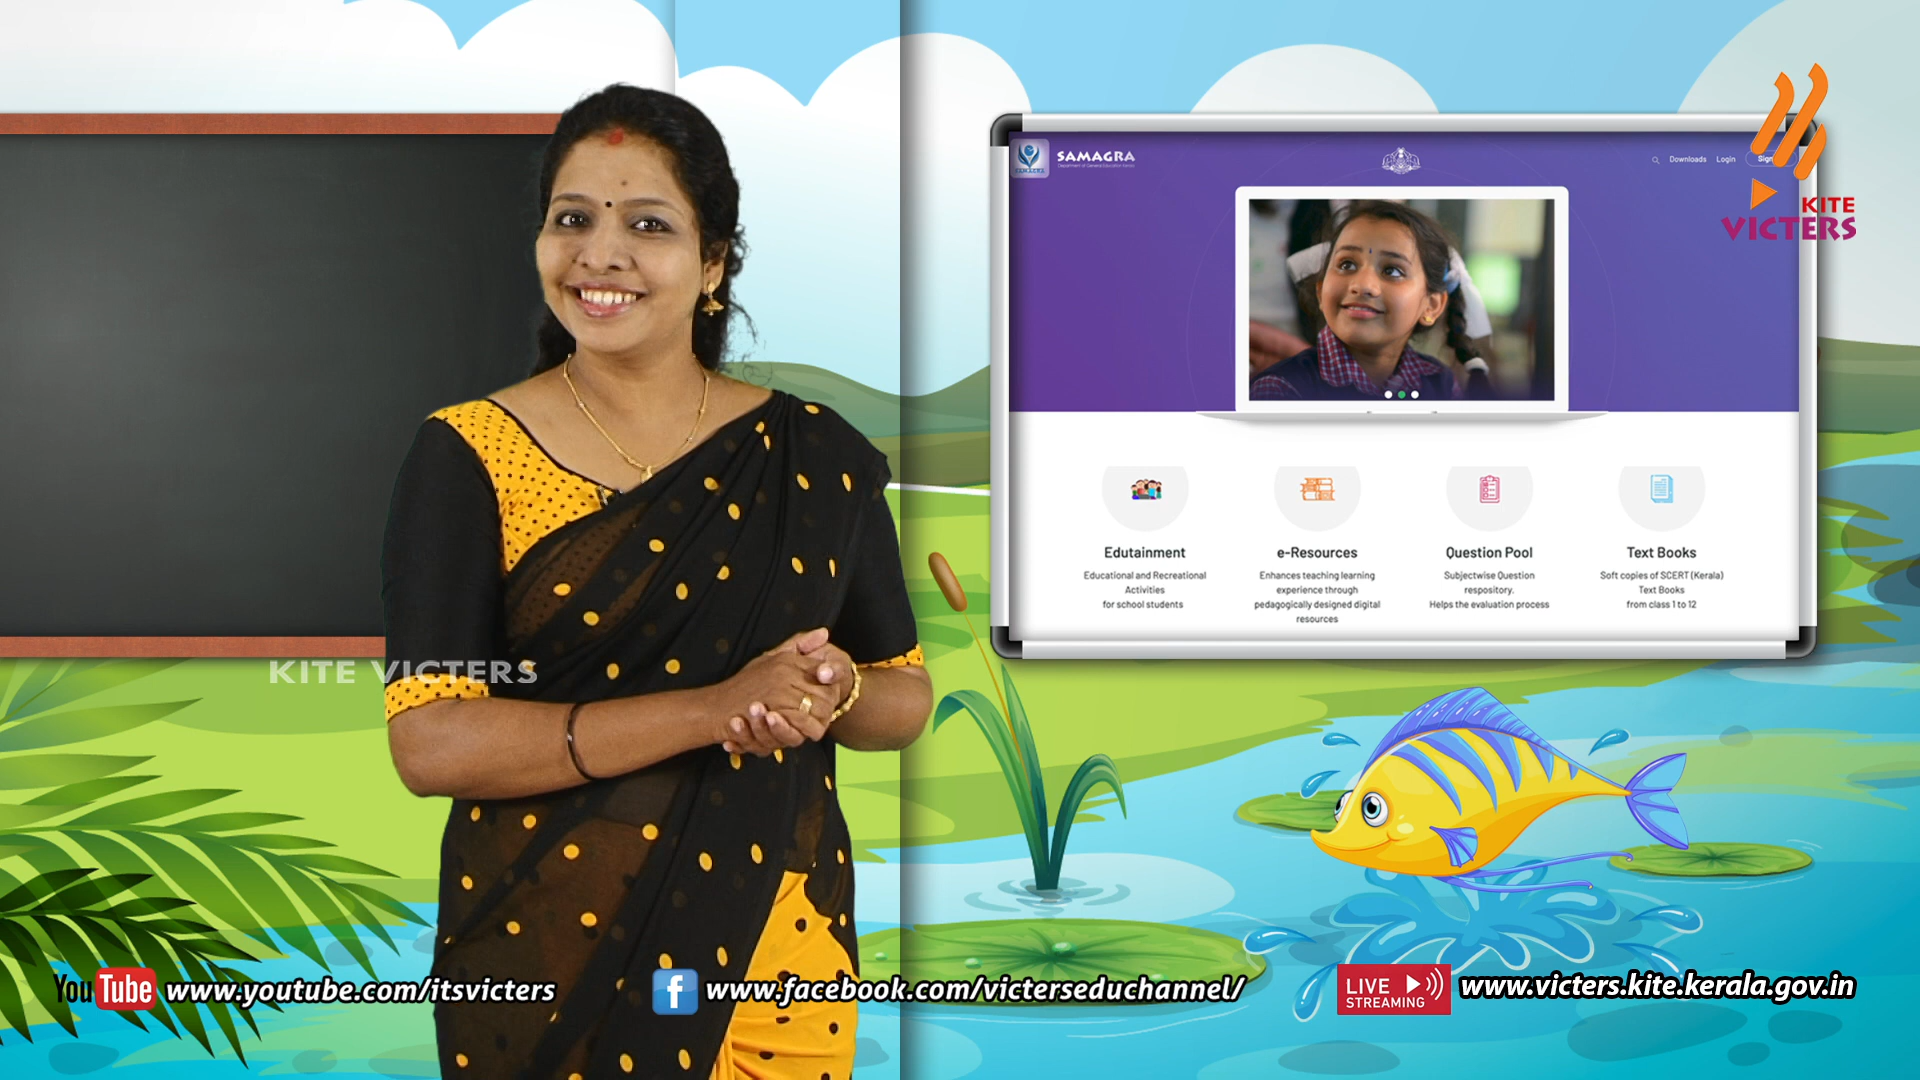 SAMAGRA
Downloads Login
KITE
VICTERS
Edutainment
Educational and Recreational
Activities
for school students
e-Resources
Enhances teaching learning
experience through
pedagogically designed digital
resources
Question Pool
Subjectwise Question
respository.
Helps the evaluation process
Text Books
Soft copies of SCERT (Kerala)
Text Books
from class 1 to 12
KITE VICTERS
YouTube www.youtube.com/itsvicters
f www.facebook.com/victerseduchannel/
LIVE
STREAMING
www.victers.kite.kerala.gov.in